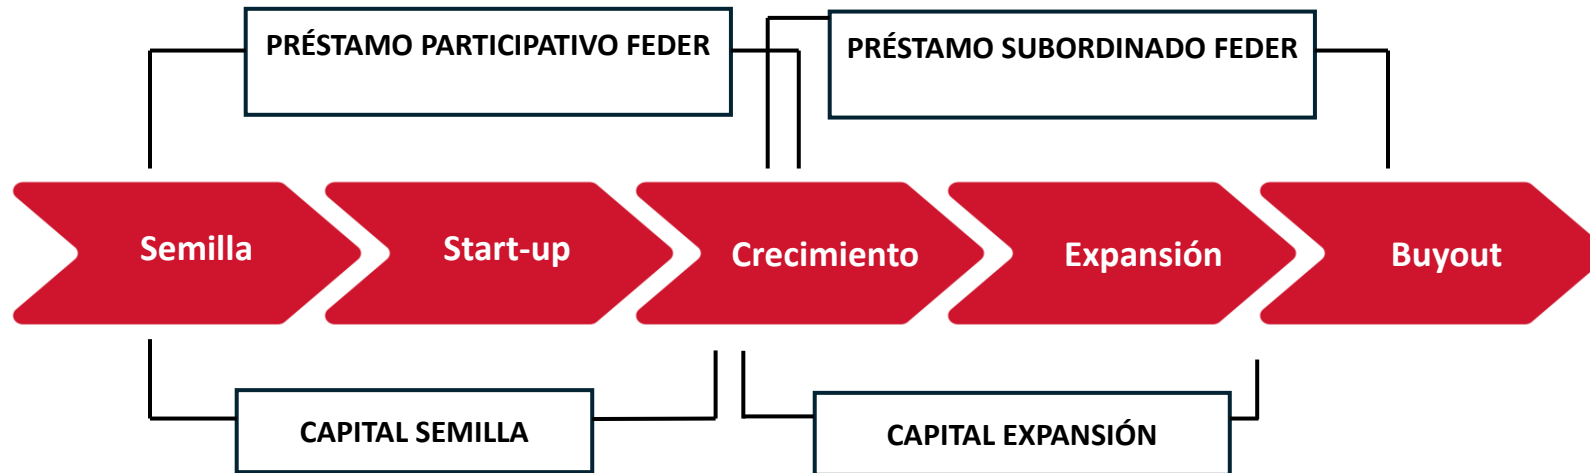 PRÉSTAMO PARTICIPATIVO FEDER
PRÉSTAMO SUBORDINADO FEDER
Semilla
Start-up
Crecimiento
Expansión
Buyout
CAPITAL SEMILLA
CAPITAL EXPANSIÓN